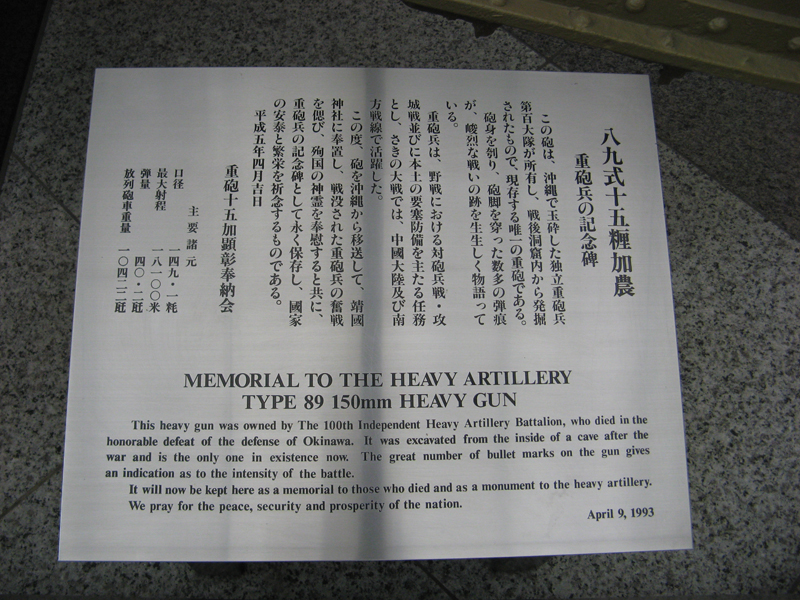 八九式十五糎加農
重砲兵の記念碑
この砲は、沖縄で玉砕した独立重砲兵
第百大隊が所有し、戦後洞窟内から発掘
されたもので、現存する唯一の重砲である。
砲身を刳り、砲脚を穿った数多の弾痕
が、峻烈な戦いの跡を生生しく物語って
いる。
重砲兵は、野戦における対砲兵戦・攻
城戦並びに本土の要塞防備を主たる任務
とし、さきの大戦では、中國大陸及び南
方戦線で活躍した。
この度、砲を沖縄から移送して、靖國
神社に奉置し、戦没された重砲兵の奮戦
を偲び、殉国の神霊を奉慰すると共に、
重砲兵の記念碑として永く保存し、國家
の安泰と繁栄を祈念するものである。
平成五年四月吉日
重砲十五加顕彰奉納会
主要諸元
口径 一四九・一粍
最大射程 一八一〇〇米
弾量 四〇・二瓩
放列砲車重量 一〇四二二瓩
MEMORIAL TO THE HEAVY ARTILLERY
TYPE 89 150mm HEAVY GUN
This heavy gun was owned by The 100th Independent Heavy Artillery Battalion, who died in the
honorable defeat of the defense of Okinawa. It was excavated from the inside of a cave after the
war and is the only one in existence now. The great number of bullet marks on the gun gives
an indication as to the intensity of the battle.
It will now be kept here as a memorial to those who died and as a monument to the heavy artillery.
We pray for the peace, security and prosperity of the nation.
April 9, 1993